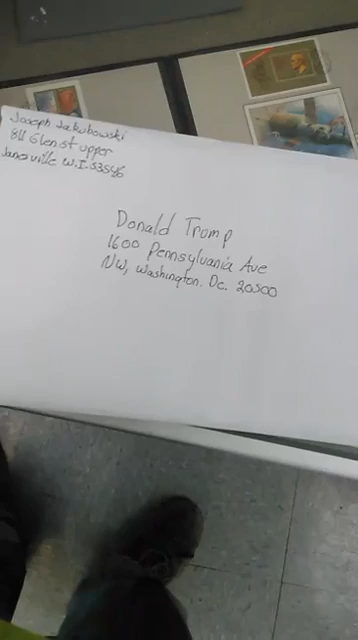 Joseph Jakubowski
811 Glen st upper
Janesville W.I. 53546
Donald Trump
1600 Pennsylvania Ave
NW, Washington. Dc. 20500